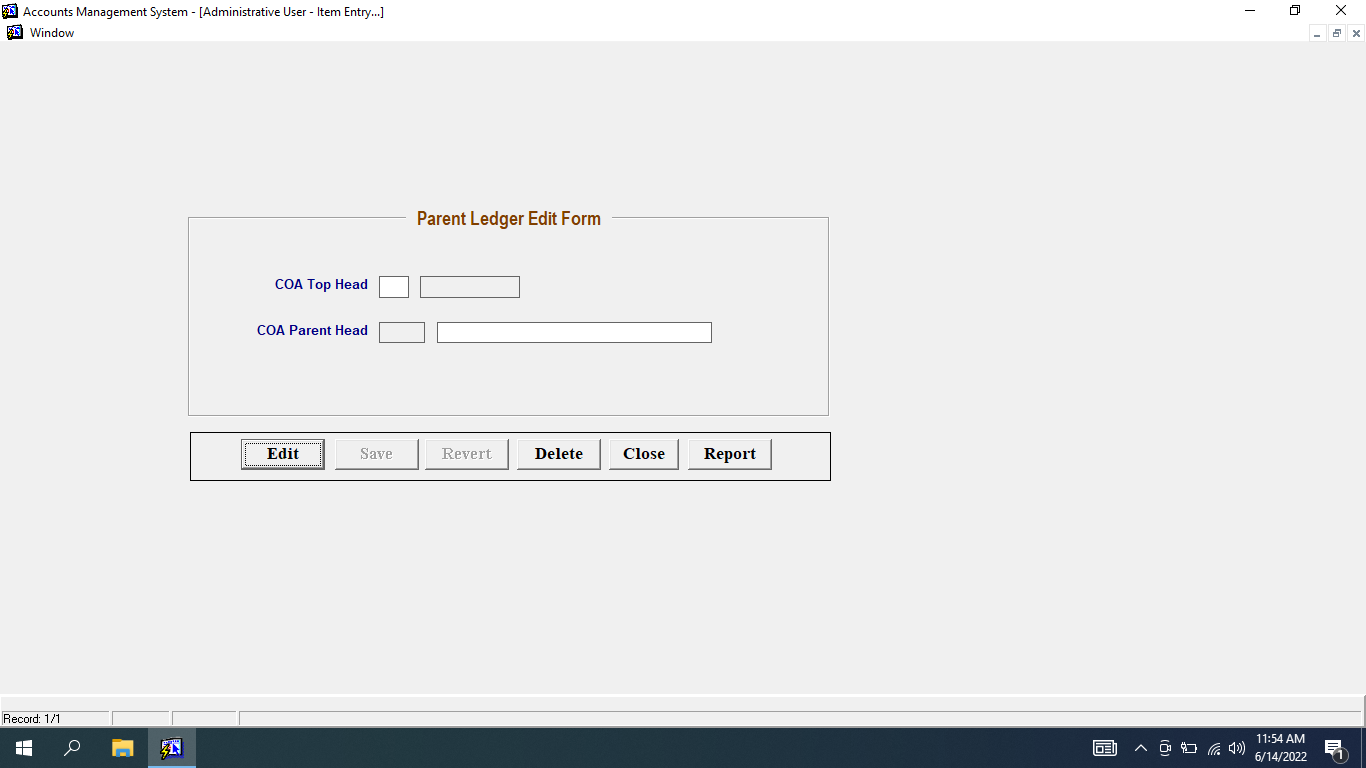 Accounts Management System - [Administrative User - Item Entry...]
Window
Parent Ledger Edit Form
COA Top Head
COA Parent Head
Edit Save Revert Delete Close Report
Record: 1/1
11:54 AM
6/14/2022
1